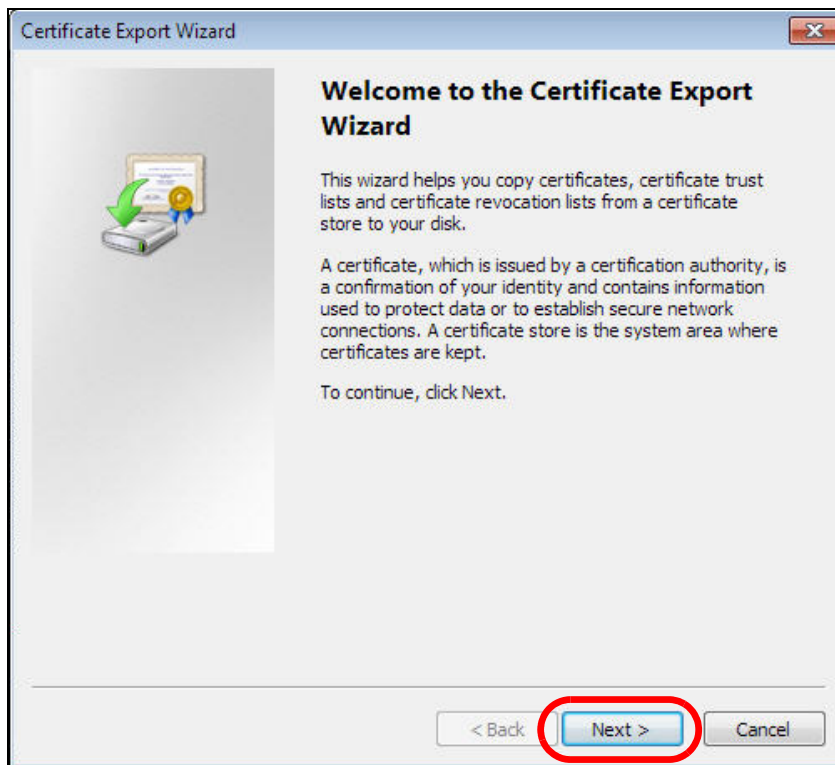 Certificate Export Wizard
Welcome to the Certificate Export
Wizard
This wizard helps you copy certificates, certificate trust
lists and certificate revocation lists from a certificate
store to your disk.
A certificate, which is issued by a certification authority, is
a confirmation of your identity and contains information
used to protect data or to establish secure network
connections. A certificate store is the system area where
certificates are kept.
To continue, click Next.
< Back Next > Cancel